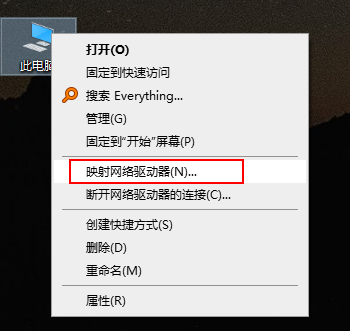 此电脑
打开(O)
固定到快速访问
搜索 Everything...
管理(G)
固定到"开始"屏幕(P)
映射网络驱动器(N)...
断开网络驱动器的连接(C)...
创建快捷方式(S)
删除(D)
重命名(M)
属性(R)